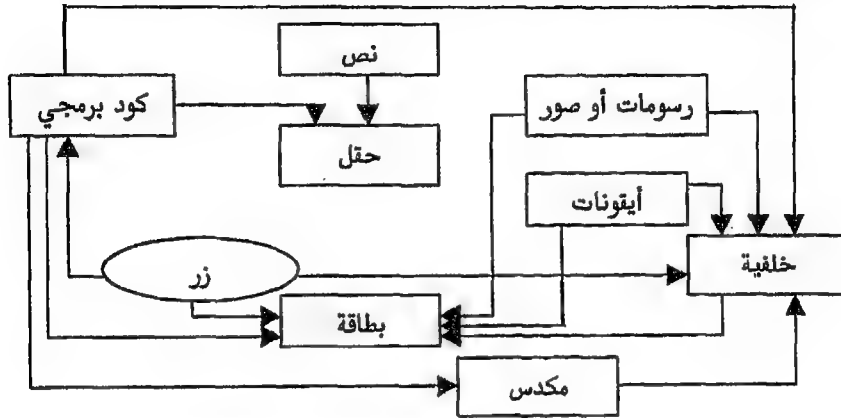 نص
كود برمجي
رسومات أو صور
حقل
أيقونات
خلفية
زر
بطاقة
مكدس